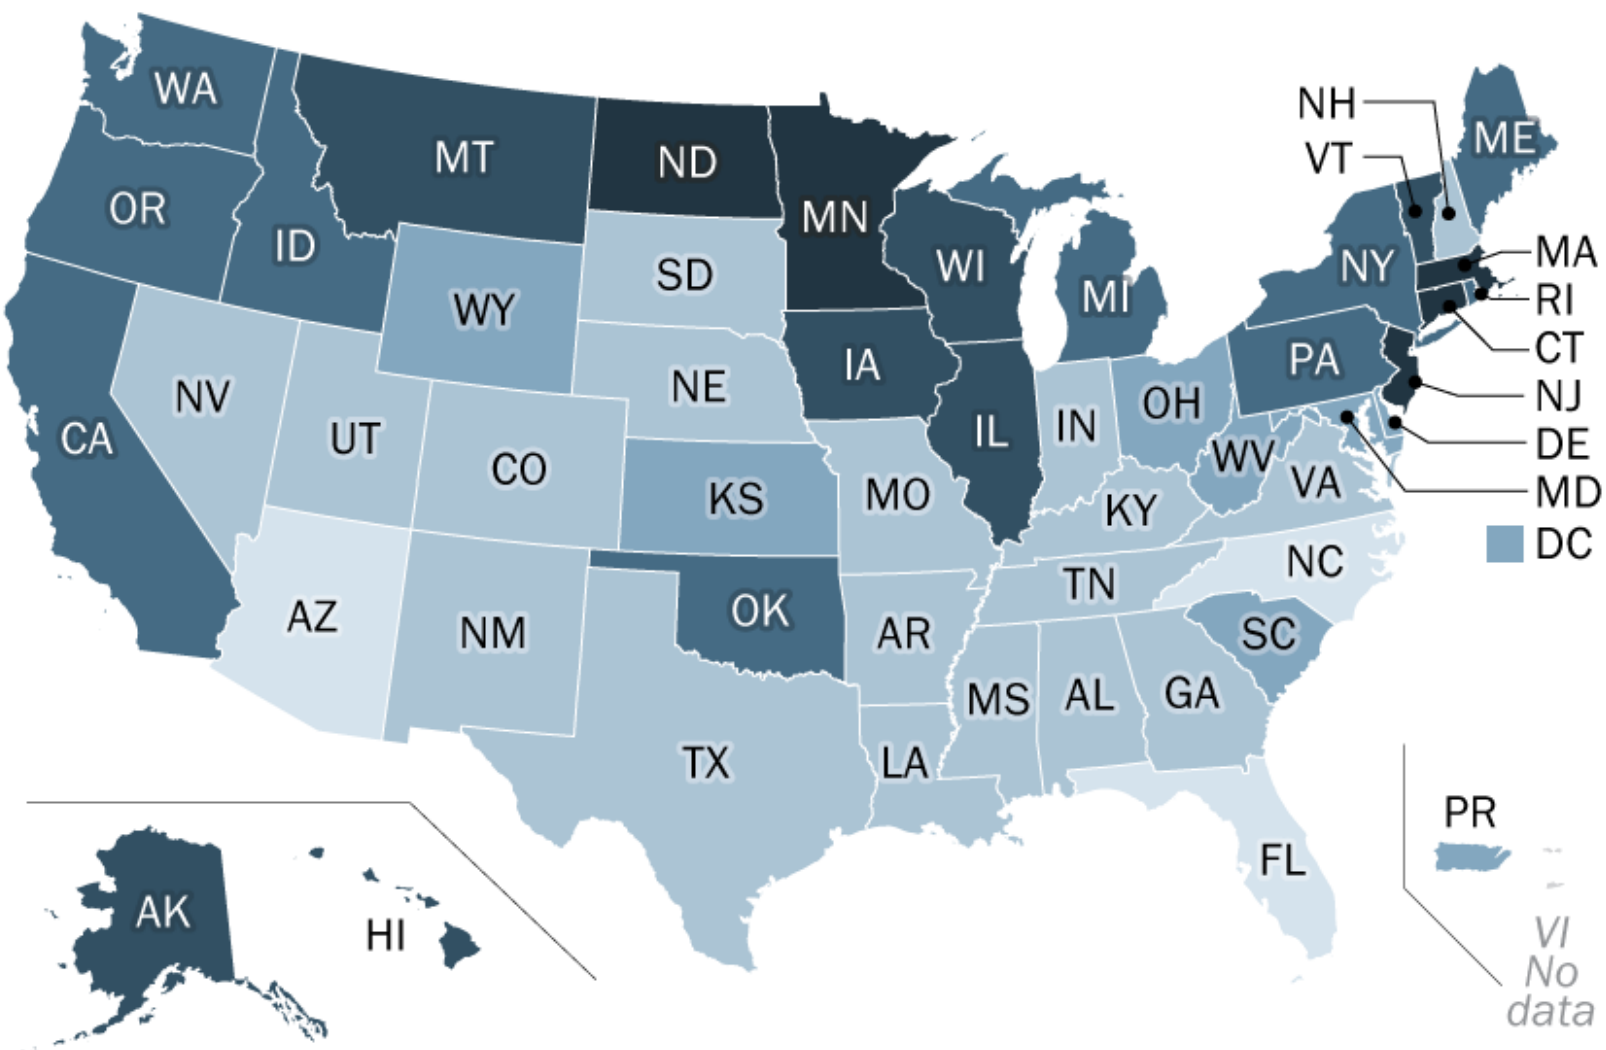 WA
MT
ND
MN
OR
ID
WY
SD
WI
MI
NH
VT
ME
NY
MA
RI
CT
NJ
DE
MD
DC
CA
NV
UT
CO
NE
KS
IA
IL
MO
IN
OH
PA
WV
VA
KY
NC
TN
SC
AZ
NM
OK
AR
TX
LA
MS
AL
GA
FL
AK
HI
PR
VI
No
data